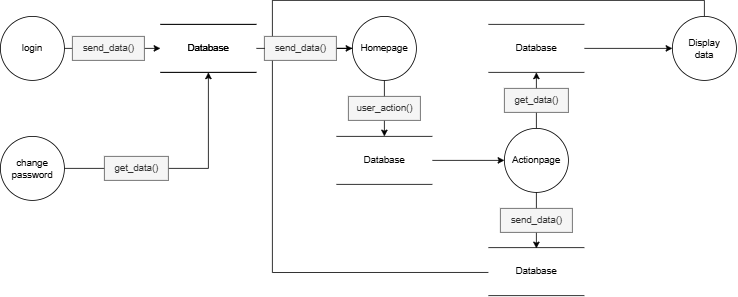 login
send_data()
Database
send_data()
Homepage
Database
Display
data
user_action()
get_data()
change
password
get_data()
Database
Actionpage
send_data()
Database